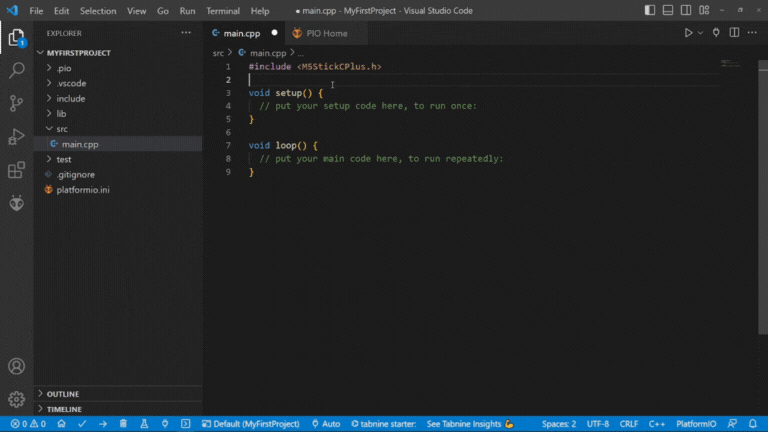 File Edit Selection View Go Run Terminal Help ● main.cpp - MyFirstProject - Visual Studio Code
EXPLORER ···
MYFIRSTPROJECT
.pio
.vscode
include
lib
src
main.cpp
test
.gitignore
platformio.ini
OUTLINE
TIMELINE
1
main.cpp ● PIO Home
src > main.cpp > ...
1 #include <M5StickCPlus.h>
2
3 void setup() {
4 // put your setup code here, to run once:
5 }
6
7 void loop() {
8 // put your main code here, to run repeatedly:
9 }
0 0 Default (MyFirstProject) Auto tabnine starter: See Tabnine Insights 💪 Spaces: 2 UTF-8 CRLF C++ PlatformIO